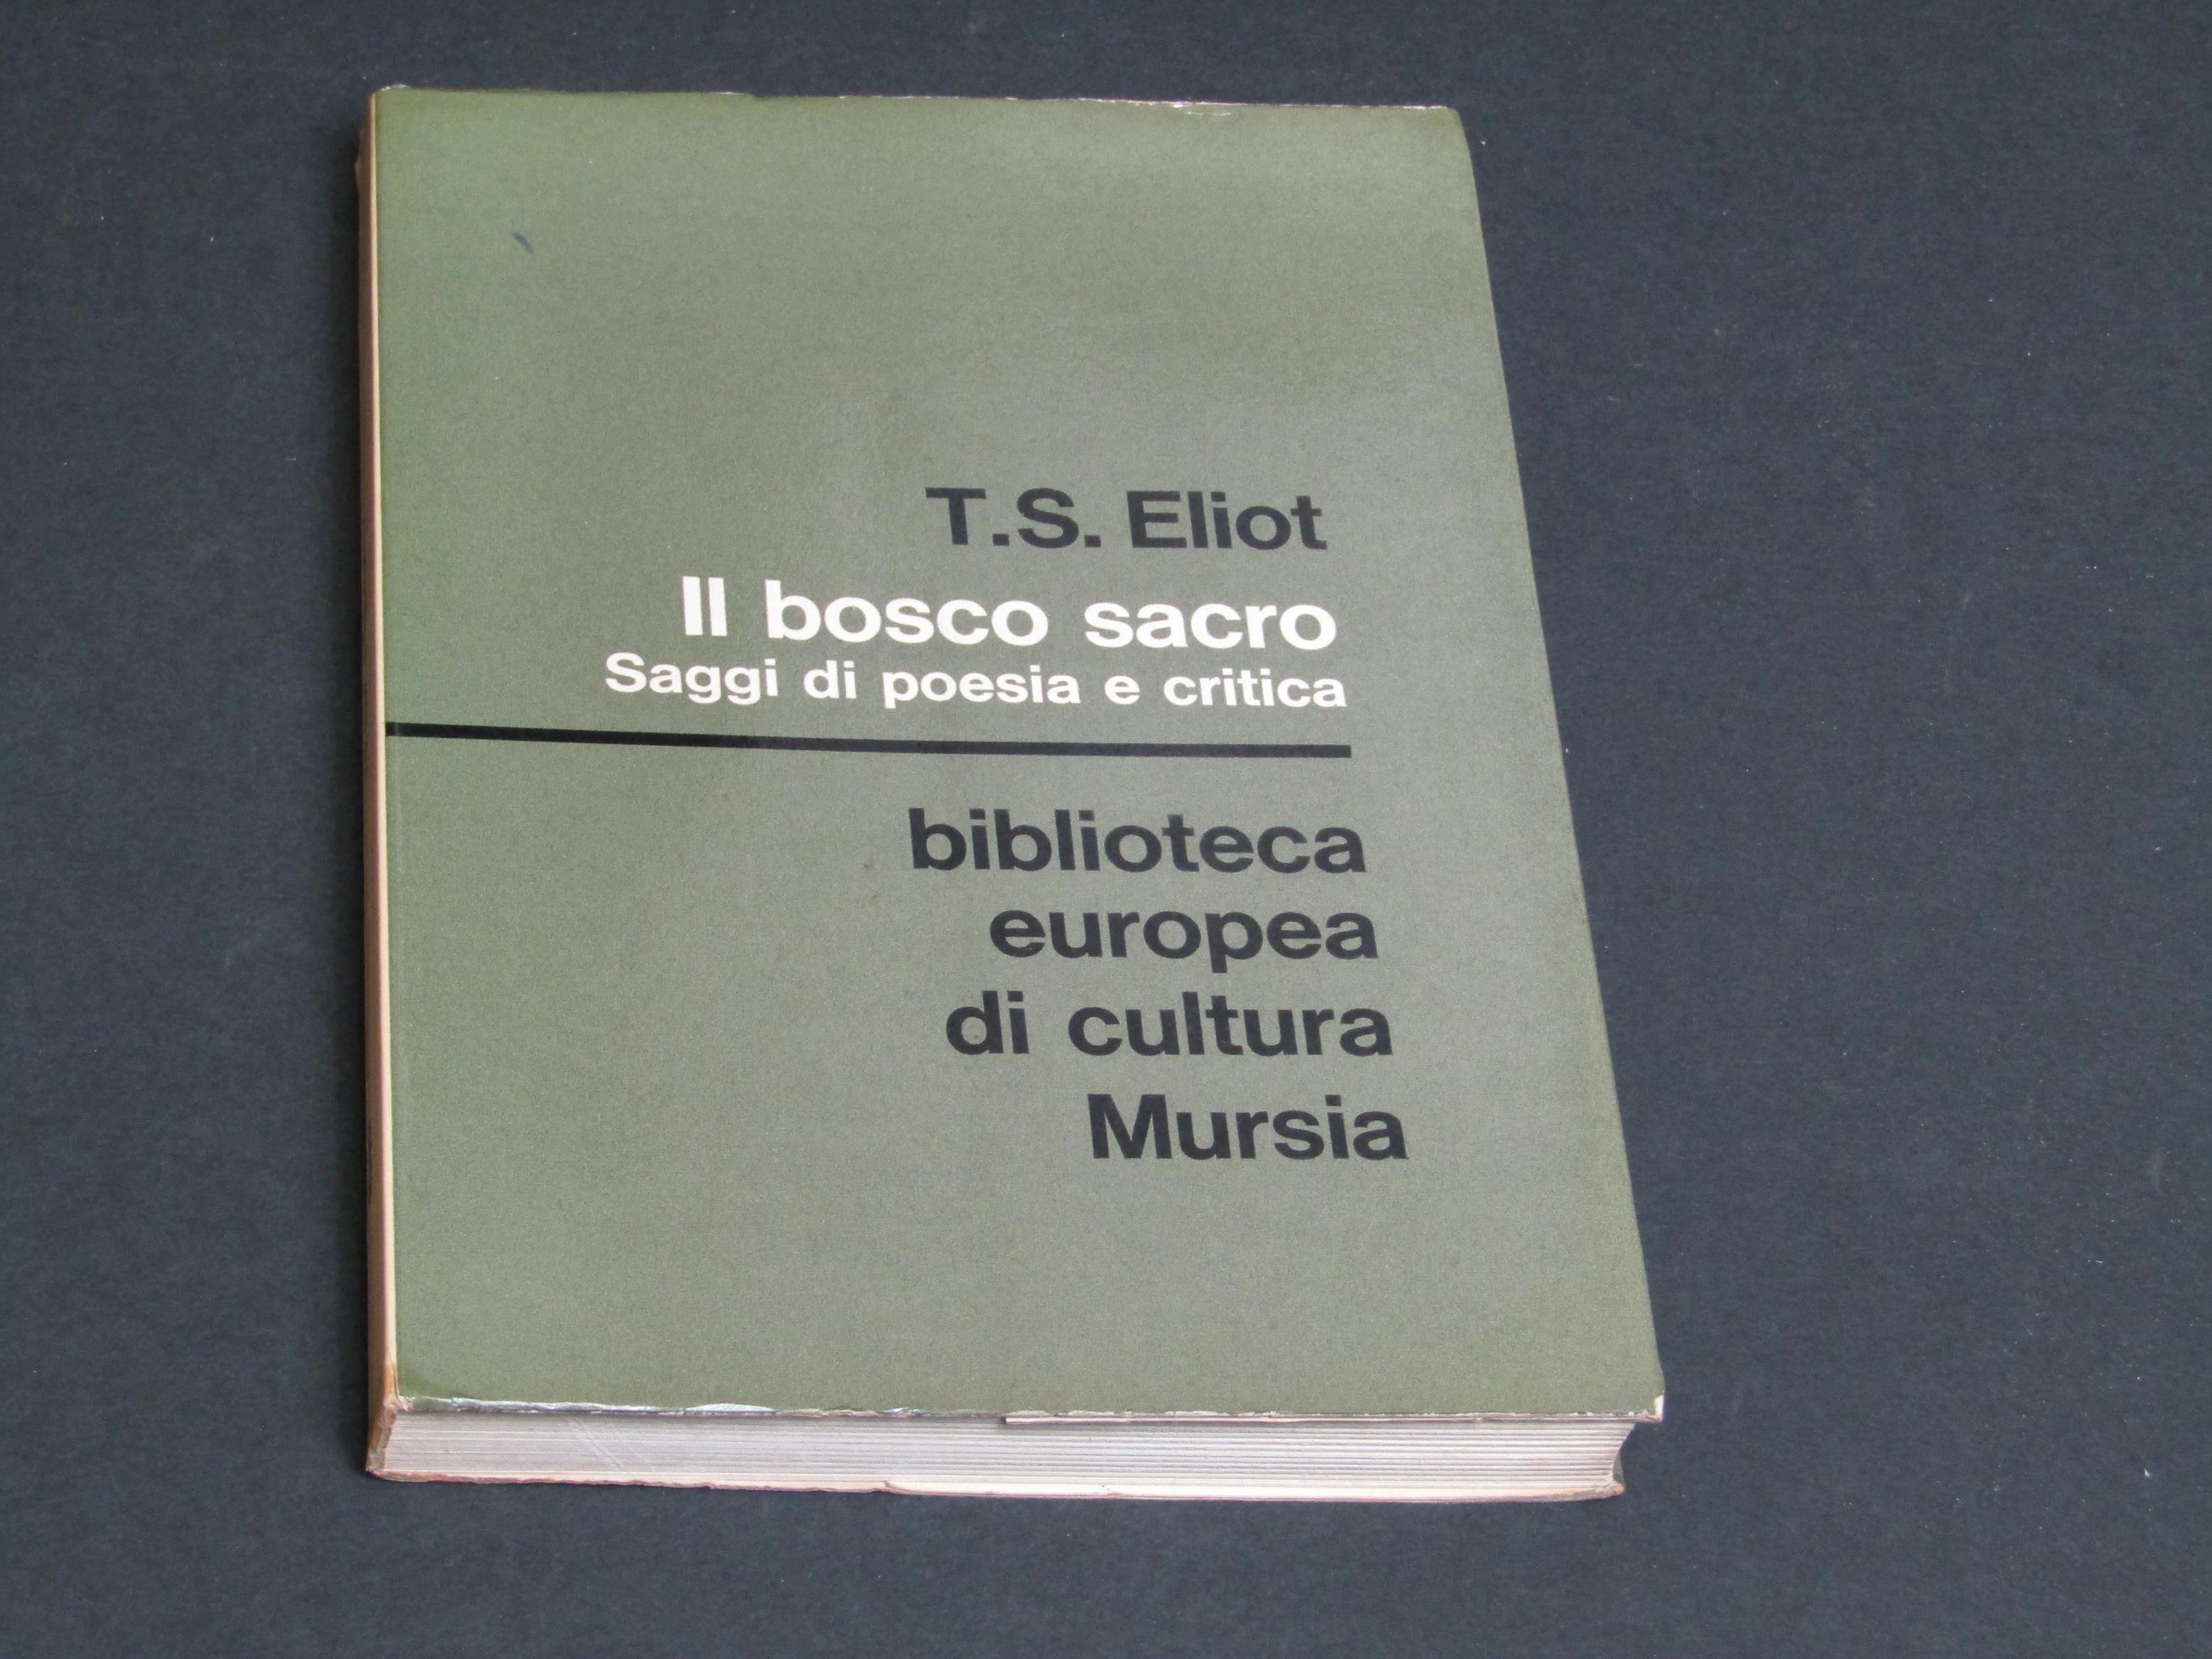 T.S. Eliot
Il bosco sacro
Saggi di poesia e critica
biblioteca
europea
di cultura
Mursia